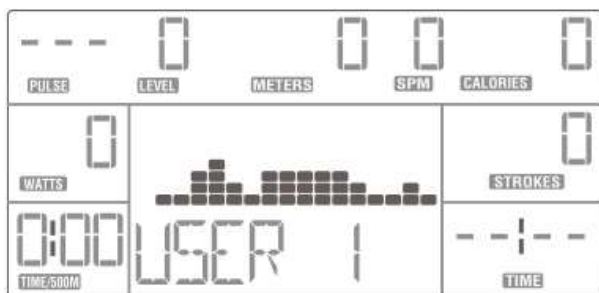 --- 0 0 0 0
PULSE LEVEL METERS SPM CALORIES
0 0
WATTS STROKES
0:00 USER 1 --:--
TIME/500M TIME